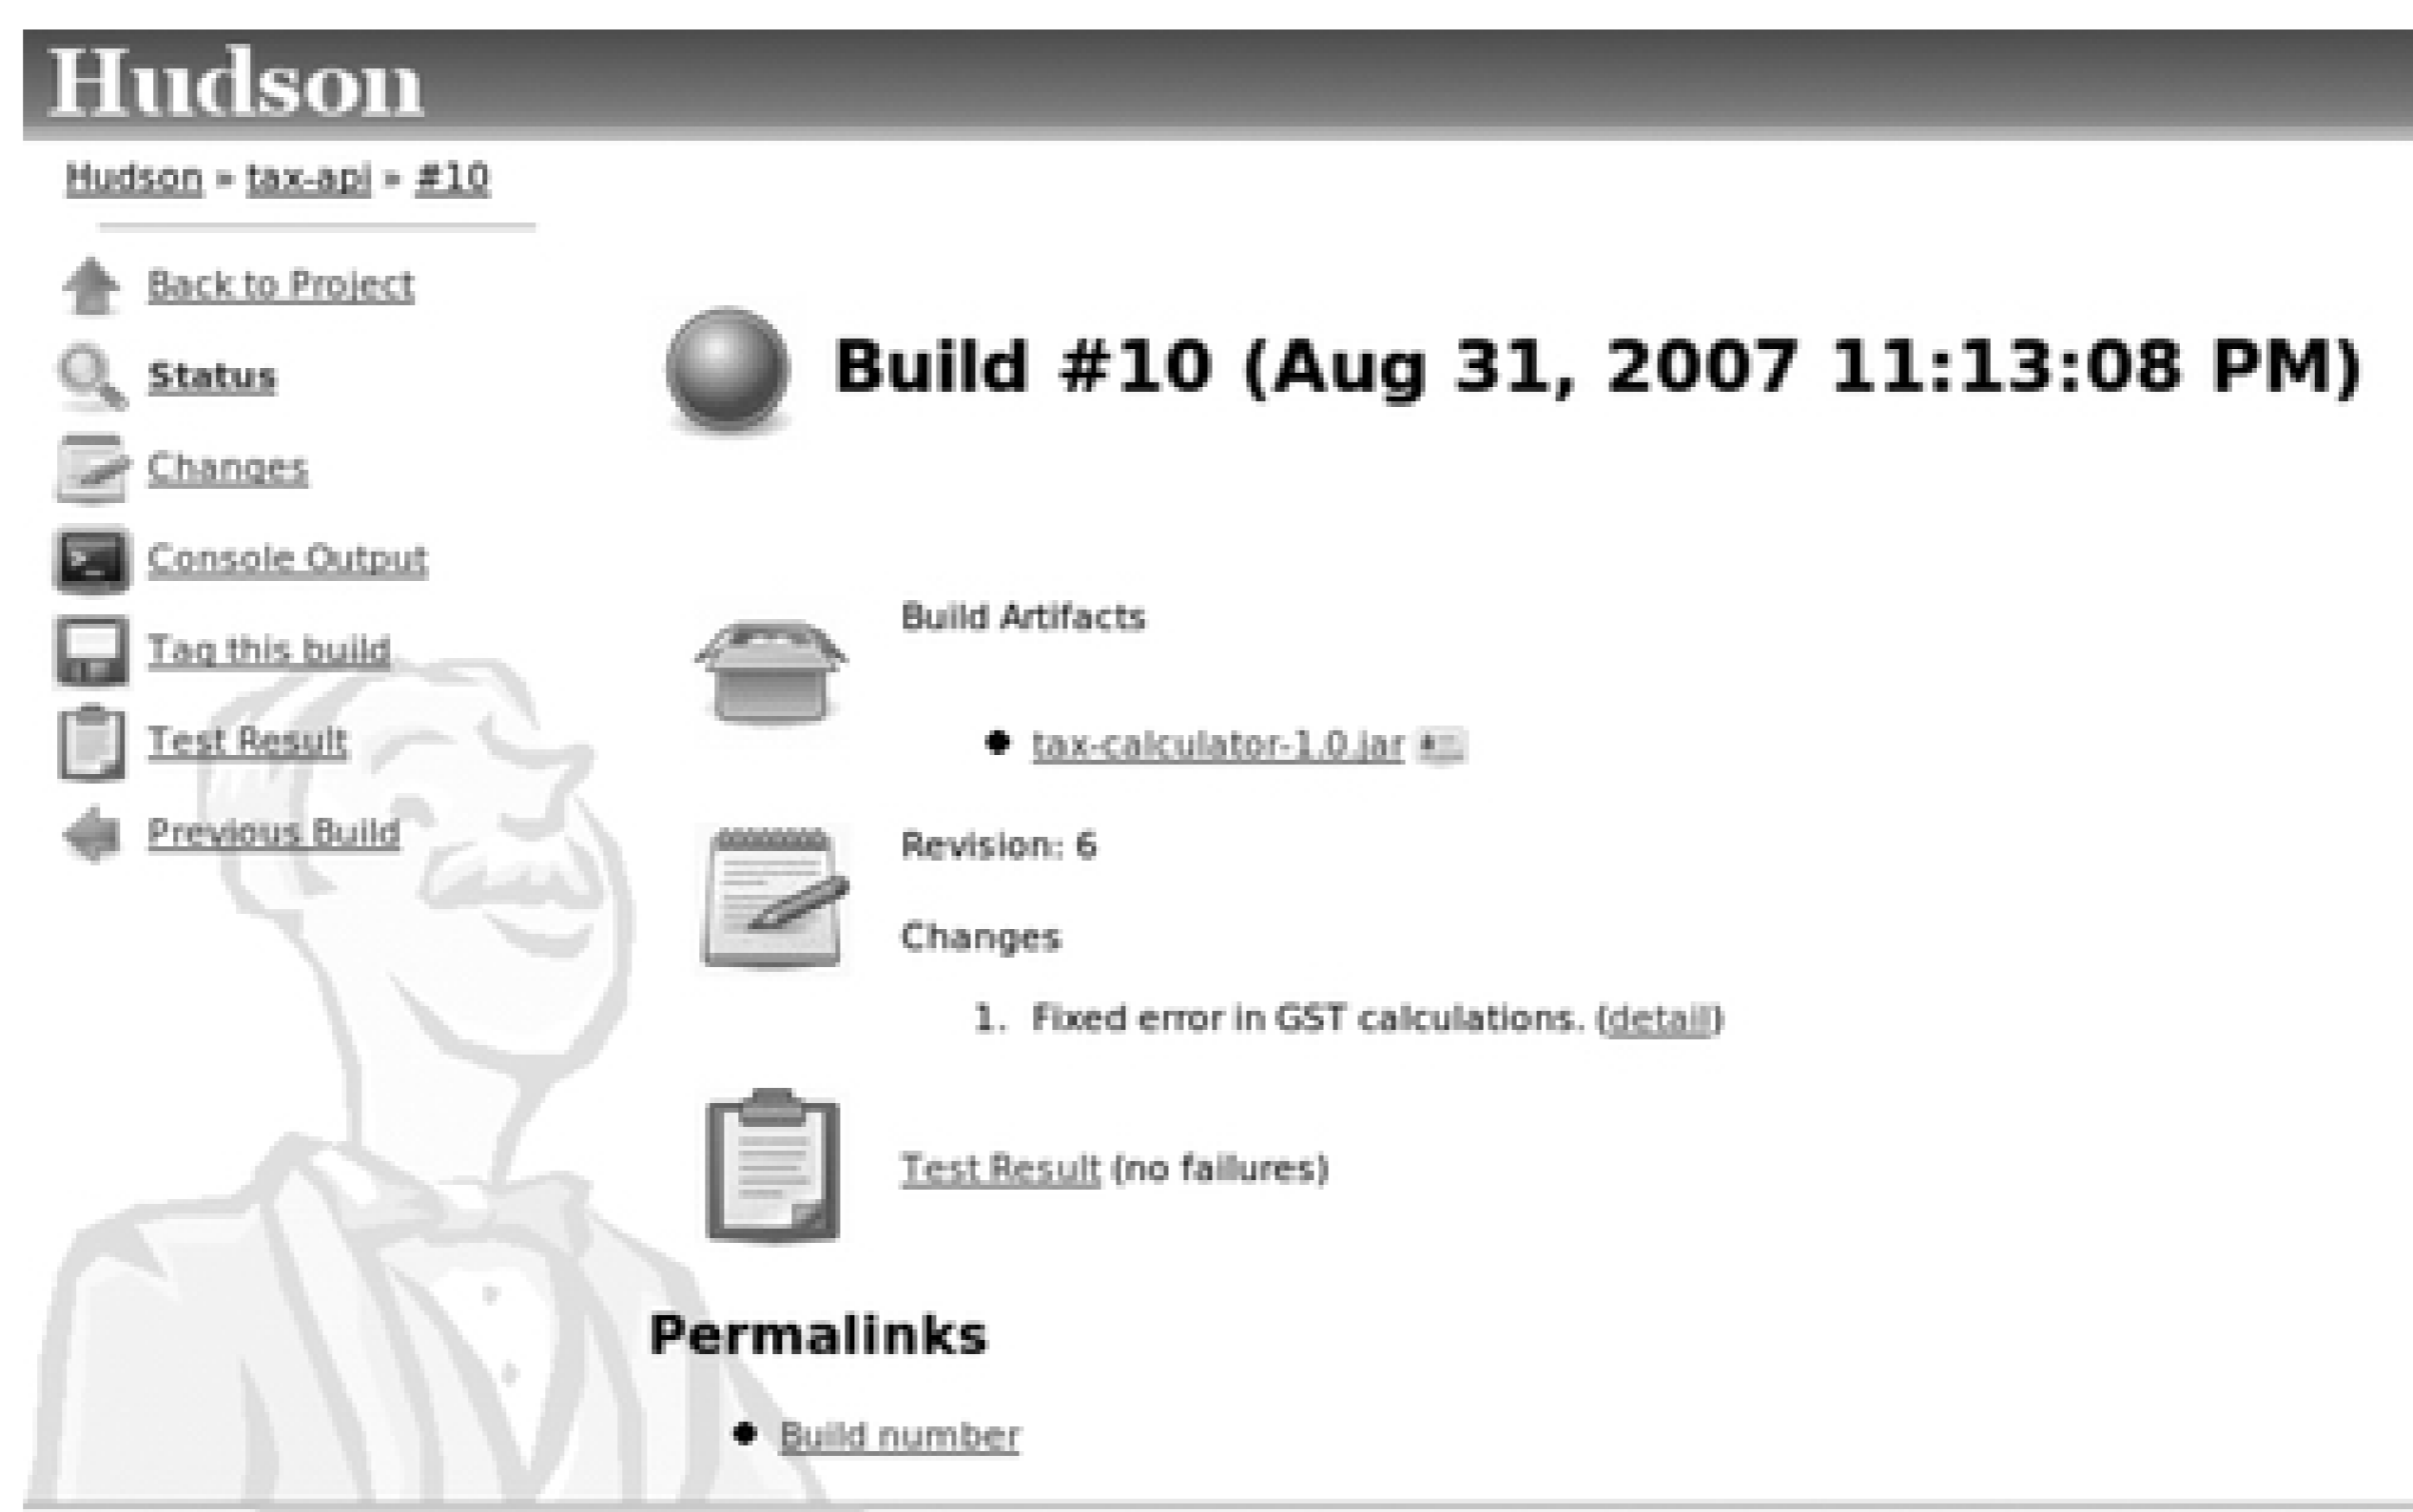 Hudson
Hudson » tax-api » #10
Back to Project
Status
Changes
Console Output
Tag this build
Test Result
Previous Build
Build #10 (Aug 31, 2007 11:13:08 PM)
Build Artifacts
• tax-calculator-1.0.jar
Revision: 6
Changes
1. Fixed error in GST calculations. (detail)
Test Result (no failures)
Permalinks
• Build number